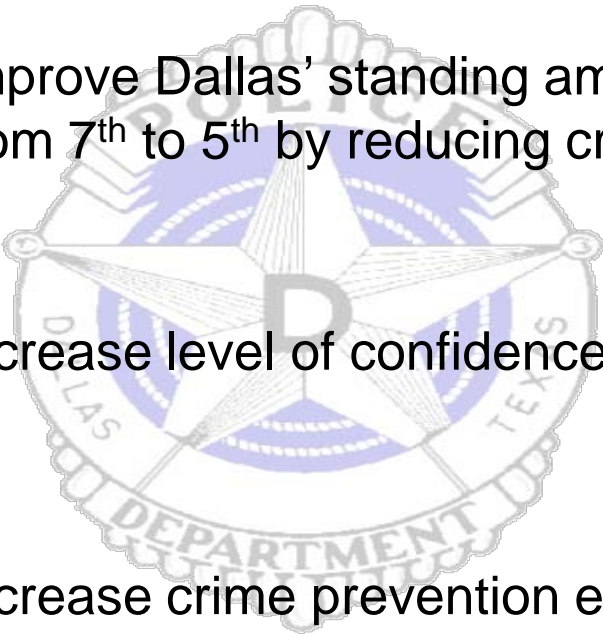 mprove Dallas’ standing am
om 7th to 5th by reducing cr
POLICE
D
DALLAS
TEXAS
crease level of confidence
DEPARTMENT
crease crime prevention e